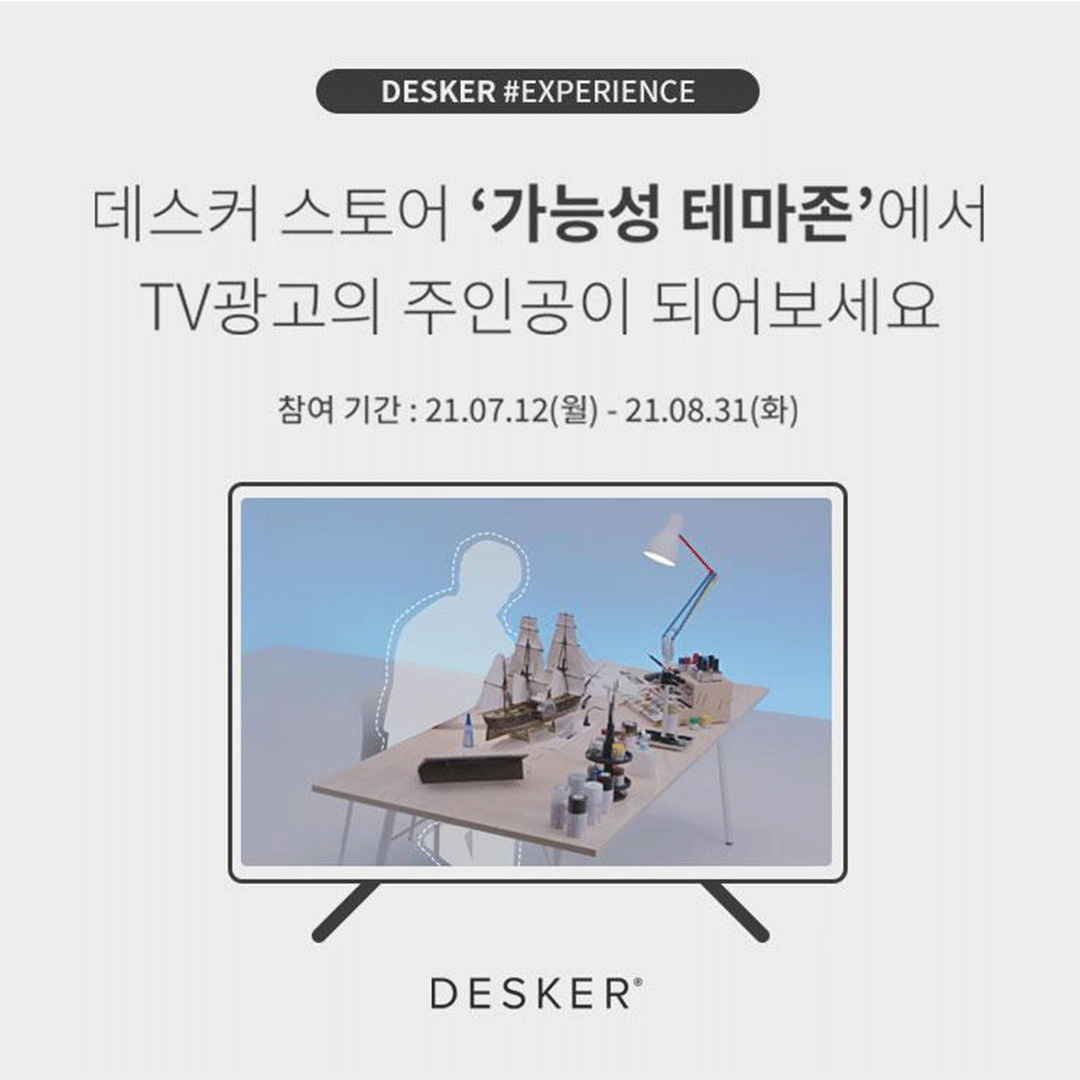 DESKER #EXPERIENCE
데스커 스토어 ‘가능성 테마존’에서
TV광고의 주인공이 되어보세요
참여 기간 : 21.07.12(월) - 21.08.31(화)
DESKER®